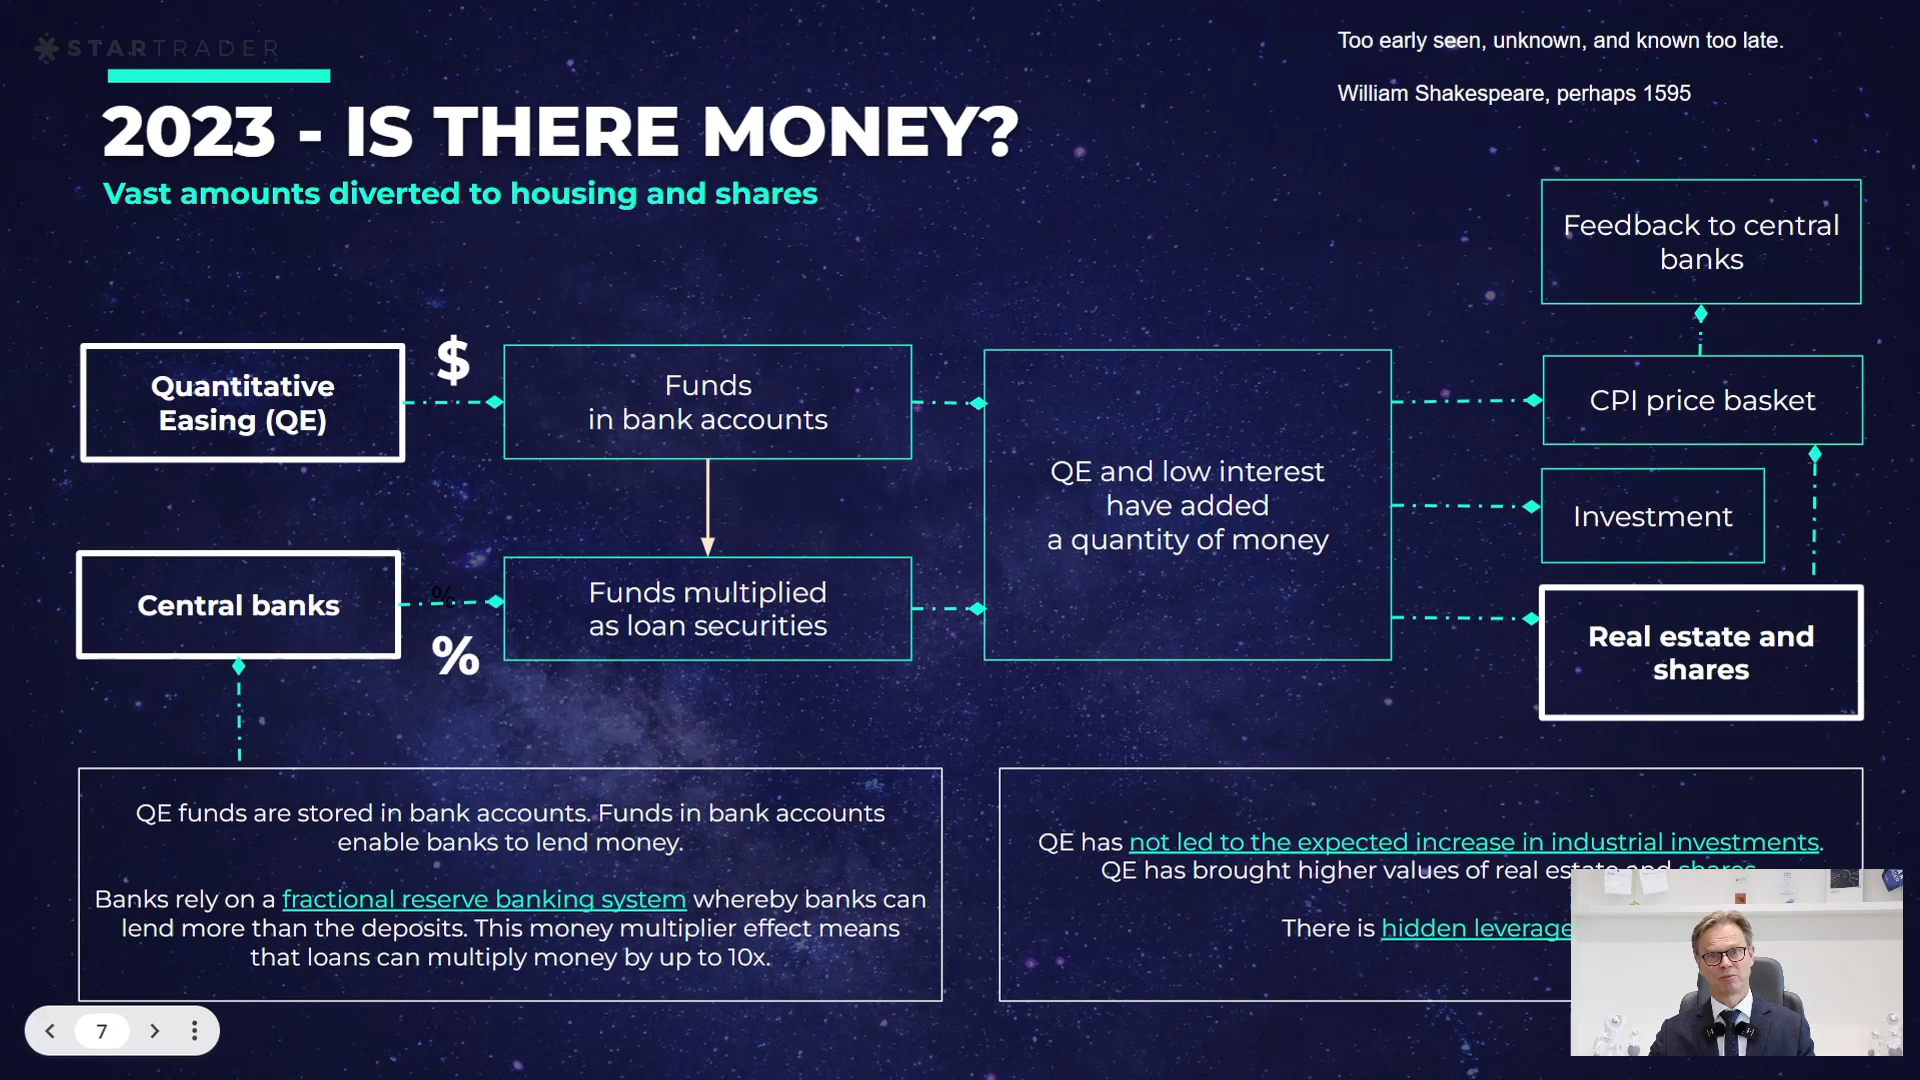 STARTRADER
Too early seen, unknown, and known too late.
William Shakespeare, perhaps 1595
2023 - IS THERE MONEY?
Vast amounts diverted to housing and shares
Feedback to central
banks
Quantitative
Easing (QE)
$
Funds
in bank accounts
CPI price basket
QE and low interest
have added
a quantity of money
Investment
Central banks
%
%
Funds multiplied
as loan securities
Real estate and
shares
QE funds are stored in bank accounts. Funds in bank accounts
enable banks to lend money.
Banks rely on a fractional reserve banking system whereby banks can
lend more than the deposits. This money multiplier effect means
that loans can multiply money by up to 10x.
QE has not led to the expected increase in industrial investments.
QE has brought higher values of real estate and shares.
There is hidden leverage
7